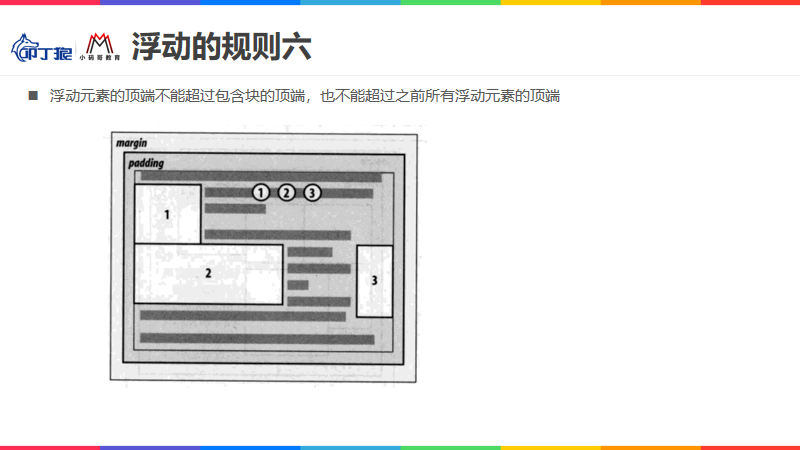 叩丁狼
小码哥教育
浮动的规则六
浮动元素的顶端不能超过包含块的顶端，也不能超过之前所有浮动元素的顶端
margin
padding
1 2 3
1
2
3